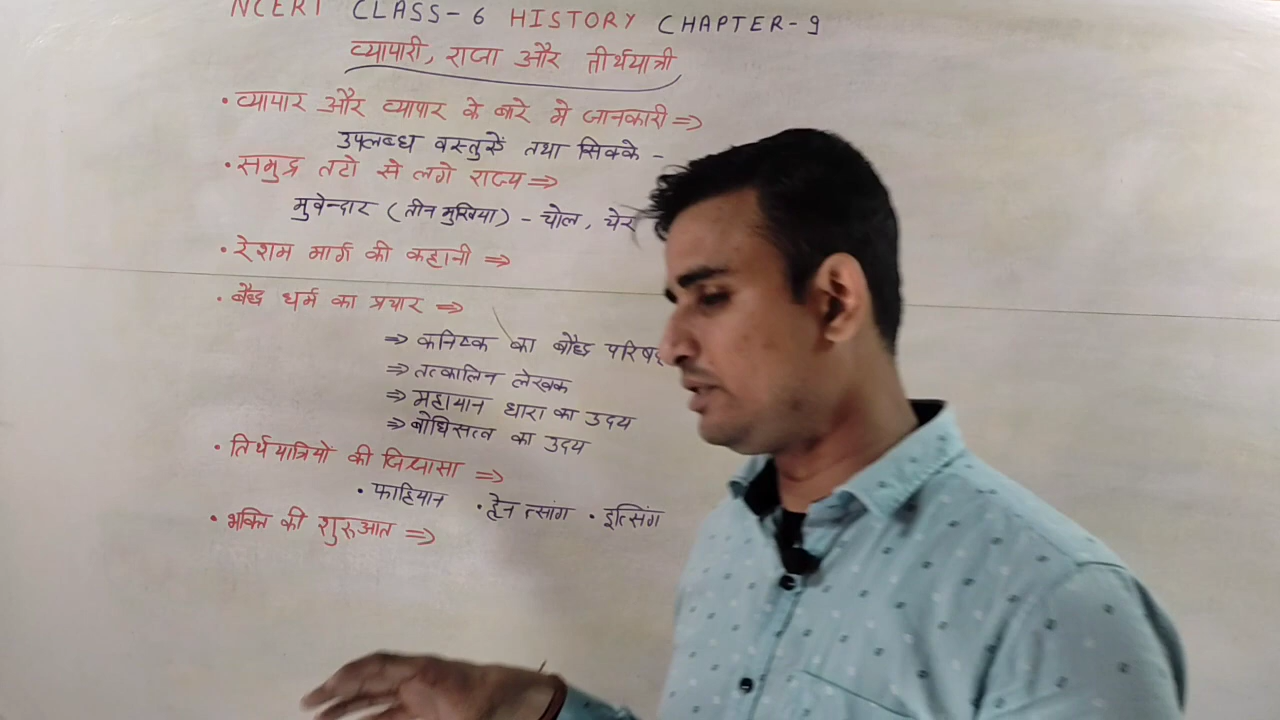 NCERT CLASS-6 HISTORY CHAPTER-9
व्यापारी, राजा और तीर्थयात्री
• व्यापार और व्यापार के बारे मे जानकारी ⇒
उपलब्ध वस्तुएँ तथा सिक्के -
• समुद्र तटो से लगे राज्य ⇒
मुवेन्दार (तीन मुखिया) - चोल, चेर
• रेशम मार्ग की कहानी ⇒
• बौद्ध धर्म का प्रचार ⇒
⇒ कनिष्क का बौद्ध परिषद
⇒ तत्कालिन लेखक
⇒ महायान धारा का उदय
⇒ बोधिसत्व का उदय
• तिर्थयात्रियों की जिज्ञासा ⇒
• फाहियान • ह्वेन त्सांग • इत्सिंग
• भक्ति की शुरुआत ⇒